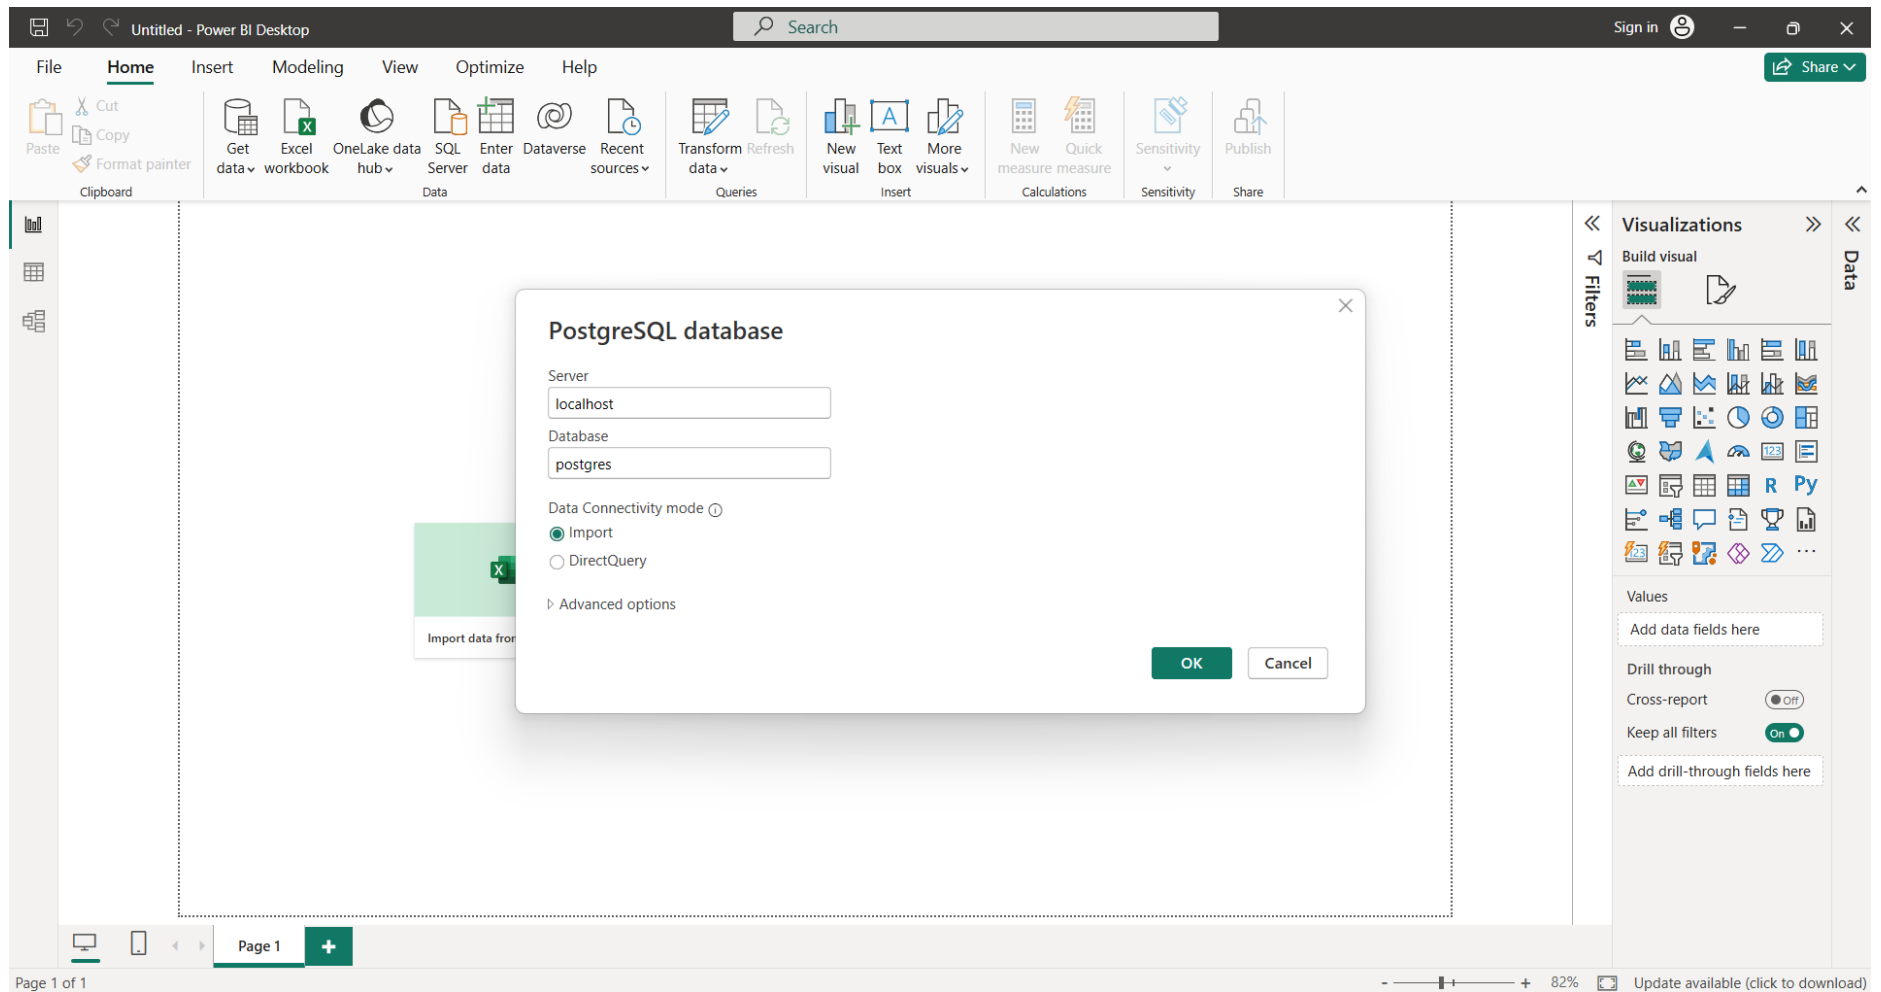 Untitled - Power BI Desktop
Search
Sign in
File Home Insert Modeling View Optimize Help
Share
Paste
Cut
Copy
Format painter
Clipboard
Get data
Excel workbook
OneLake data hub
SQL Server
Enter data
Dataverse
Recent sources
Data
Transform data
Refresh
Queries
New visual
A
Text box
More visuals
Insert
New measure
Quick measure
Calculations
Sensitivity
Sensitivity
Publish
Share
PostgreSQL database
Server
localhost
Database
postgres
Data Connectivity mode
Import
DirectQuery
Advanced options
OK Cancel
X
Import data fro
Filters
Visualizations
Build visual
123
R Py
123
Values
Add data fields here
Drill through
Cross-report Off
Keep all filters On
Add drill-through fields here
Data
Page 1
Page 1 of 1
- + 82%
Update available (click to download)